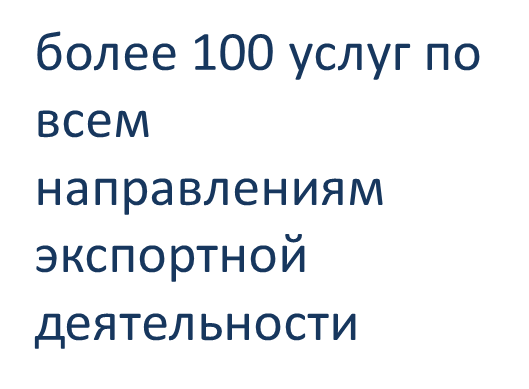 более 100 услуг по
всем
направлениям
экспортной
деятельности